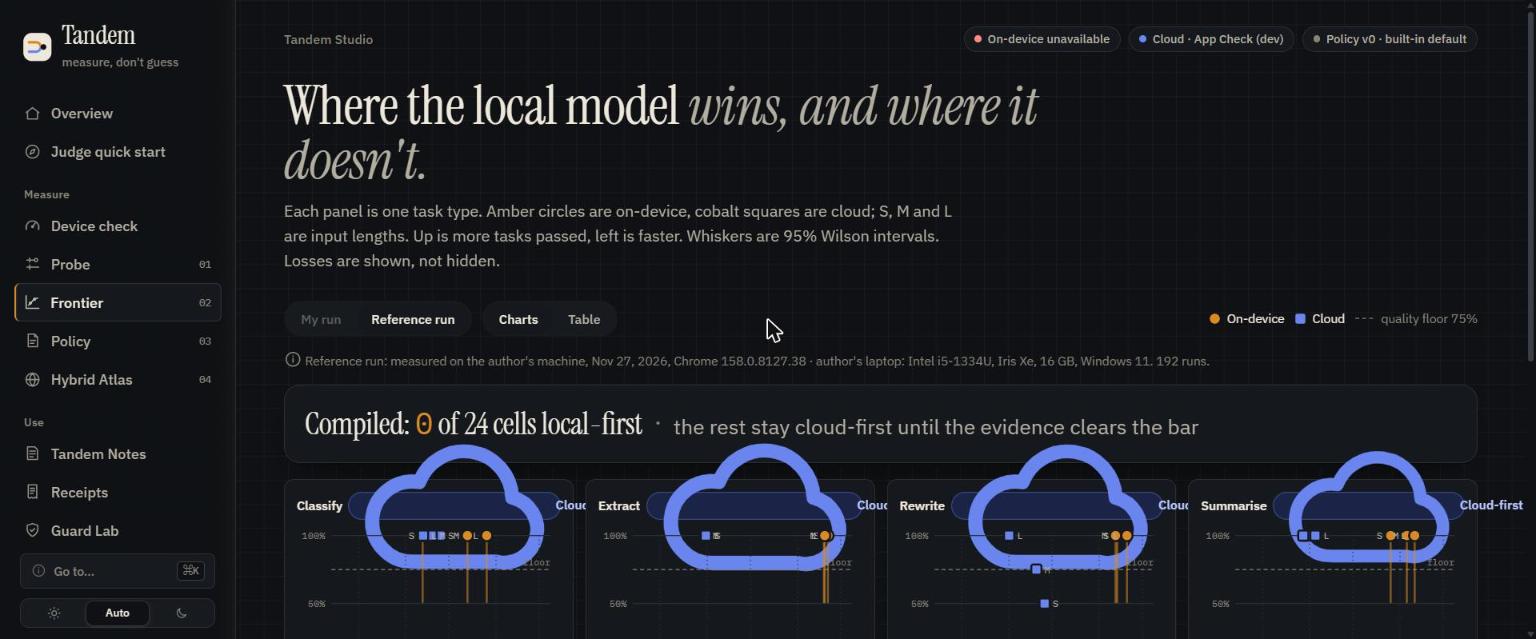 Tandem
measure, don't guess
Overview
Judge quick start
Measure
Device check
Probe 01
Frontier 02
Policy 03
Hybrid Atlas 04
Use
Tandem Notes
Receipts
Guard Lab
Go to... ⌘K
Auto
Tandem Studio
On-device unavailable
Cloud · App Check (dev)
Policy v0 · built-in default
Where the local model wins, and where it
doesn't.
Each panel is one task type. Amber circles are on-device, cobalt squares are cloud; S, M and L
are input lengths. Up is more tasks passed, left is faster. Whiskers are 95% Wilson intervals.
Losses are shown, not hidden.
My run Reference run Charts Table
On-device Cloud quality floor 75%
Reference run: measured on the author's machine, Nov 27, 2026, Chrome 158.0.8127.38 · author's laptop: Intel i5-1334U, Iris Xe, 16 GB, Windows 11. 192 runs.
Compiled: 0 of 24 cells local-first · the rest stay cloud-first until the evidence clears the bar
Classify
100%
S M S M L
50%
Extract
100%
50%
Rewrite
100%
L
M
S
50%
Summarise Cloud-first
100%
L S M
50%